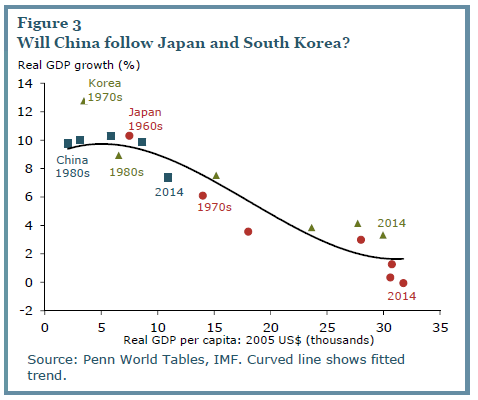 Figure 3
Will China follow Japan and South Korea?
Real GDP growth (%)
14
12
10
8
6
4
2
0
-2
Korea
1970s
Japan
1960s
China
1980s
1980s
2014
1970s
2014
2014
0 5 10 15 20 25 30 35
Real GDP per capita: 2005 US$ (thousands)
Source: Penn World Tables, IMF. Curved line shows fitted
trend.